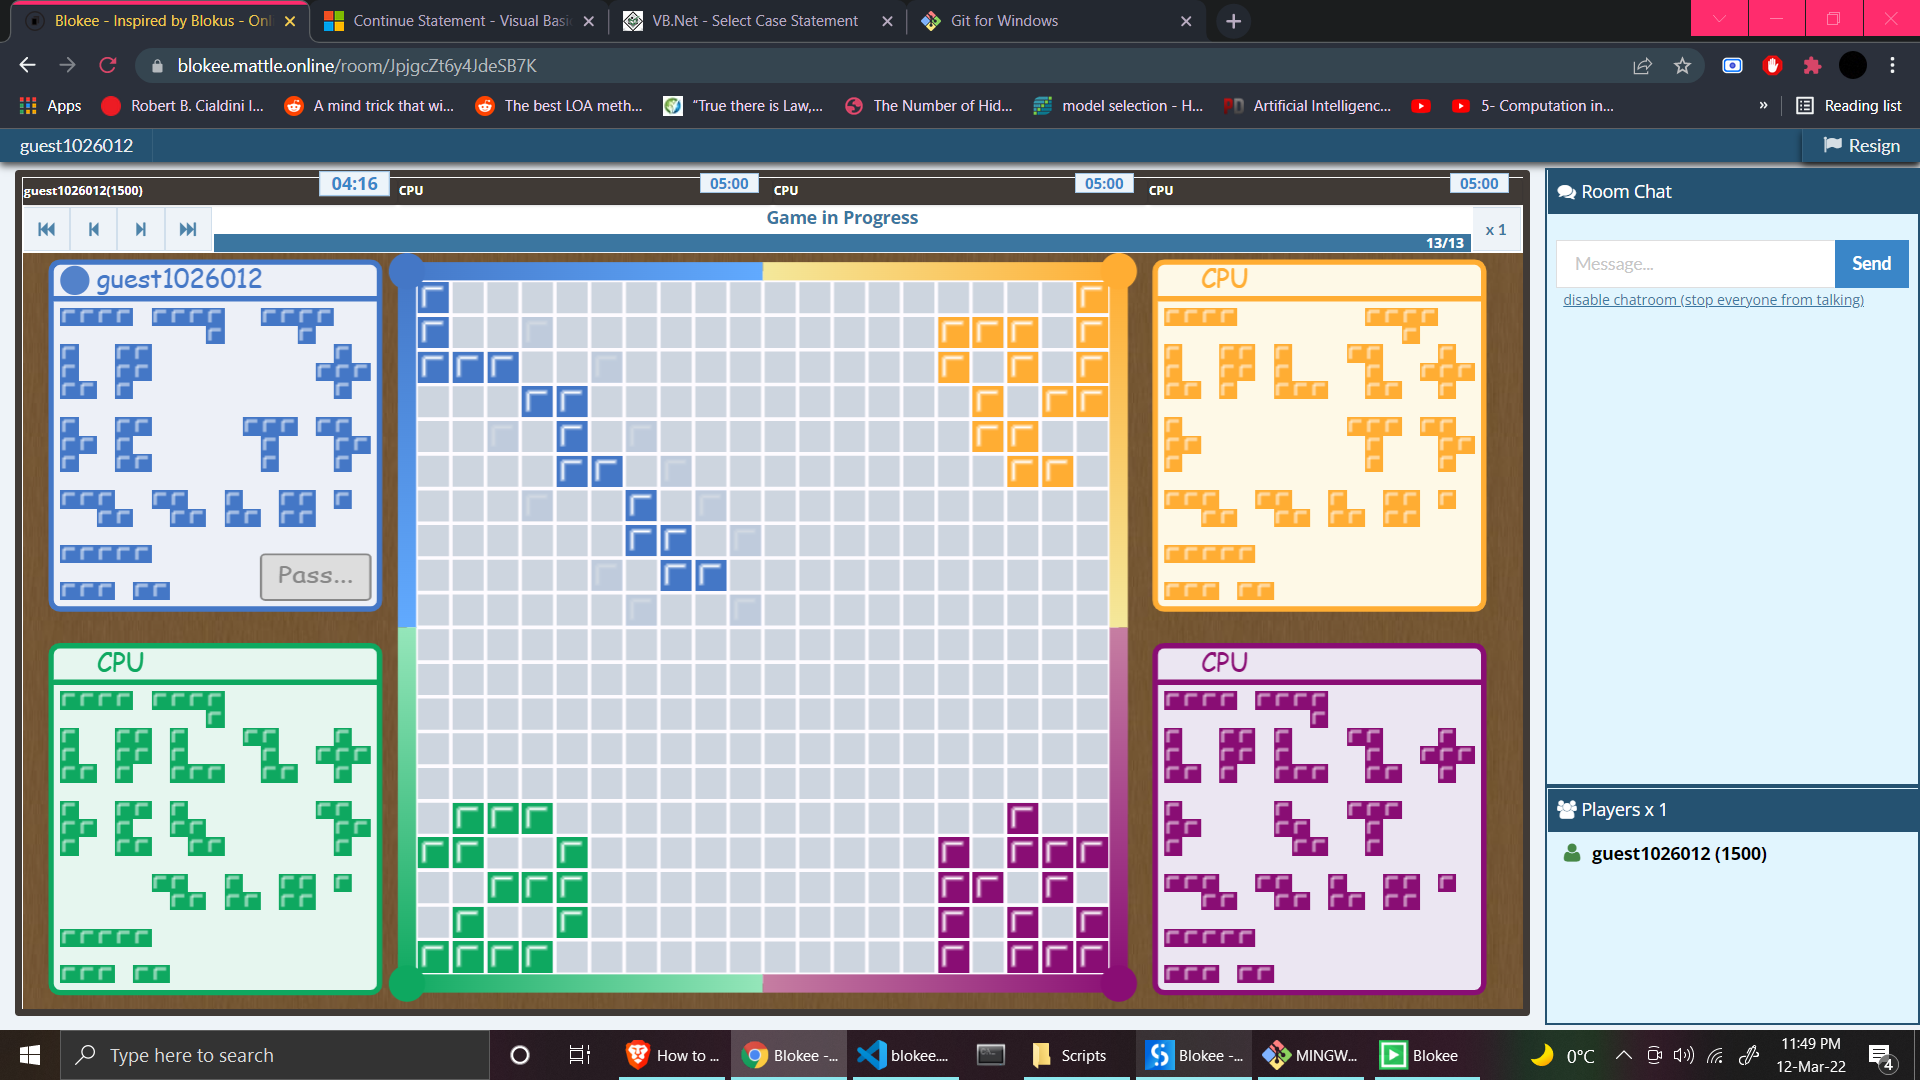 Blokee - Inspired by Blokus - Onl
Continue Statement - Visual Basi
VB.Net - Select Case Statement
Git for Windows
blokee.mattle.online/room/JpjgcZt6y4JdeSB7K
Apps
Robert B. Cialdini I...
A mind trick that wi...
The best LOA meth...
“True there is Law,...
The Number of Hid...
model selection - H...
Artificial Intelligenc...
5- Computation in...
»
Reading list
guest1026012
Resign
guest1026012(1500)
04:16
CPU
05:00
CPU
05:00
CPU
05:00
Game in Progress
13/13
x 1
guest1026012
Pass...
CPU
CPU
CPU
Room Chat
Message...
Send
disable chatroom (stop everyone from talking)
Players x 1
guest1026012 (1500)
Type here to search
How to ...
Blokee -...
blokee....
Scripts
Blokee -...
MINGW...
Blokee
0°C
11:49 PM
12-Mar-22
4